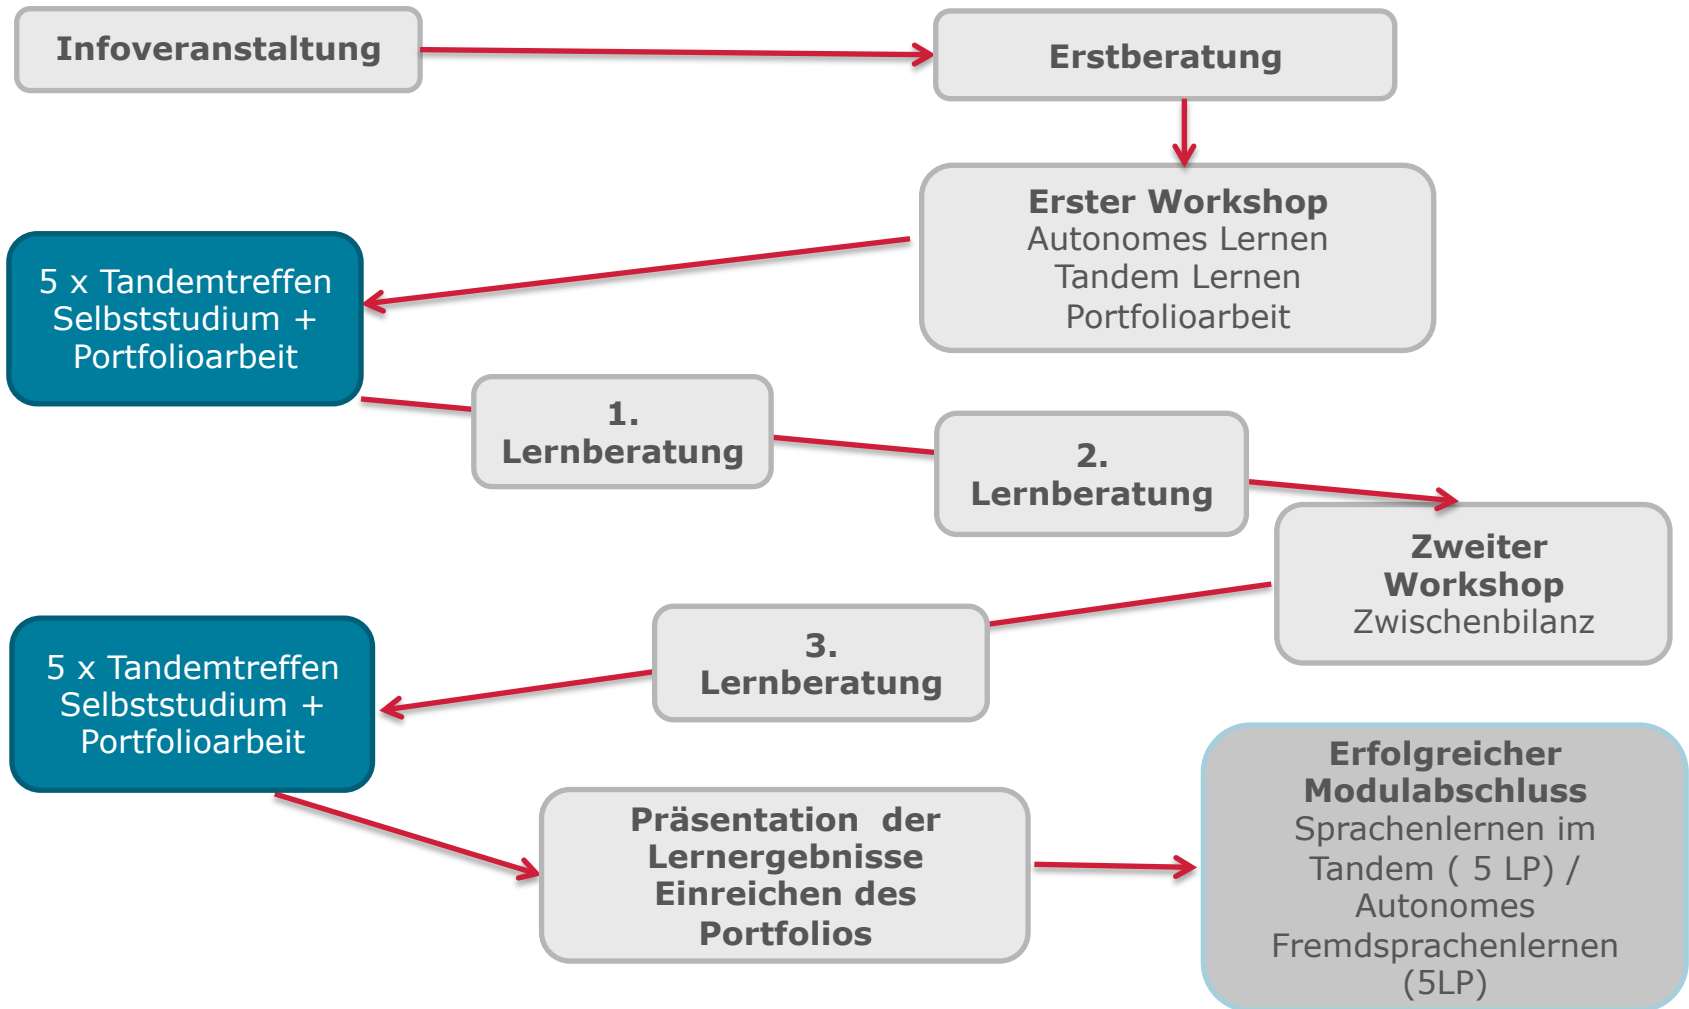 Infoveranstaltung
Erstberatung
Erster Workshop
Autonomes Lernen
Tandem Lernen
Portfolioarbeit
5 x Tandemtreffen
Selbststudium +
Portfolioarbeit
1.
Lernberatung
2.
Lernberatung
Zweiter
Workshop
Zwischenbilanz
3.
Lernberatung
5 x Tandemtreffen
Selbststudium +
Portfolioarbeit
Präsentation  der
Lernergebnisse
Einreichen des
Portfolios
Erfolgreicher
Modulabschluss
Sprachenlernen im
Tandem ( 5 LP) /
Autonomes
Fremdsprachenlernen
(5LP)